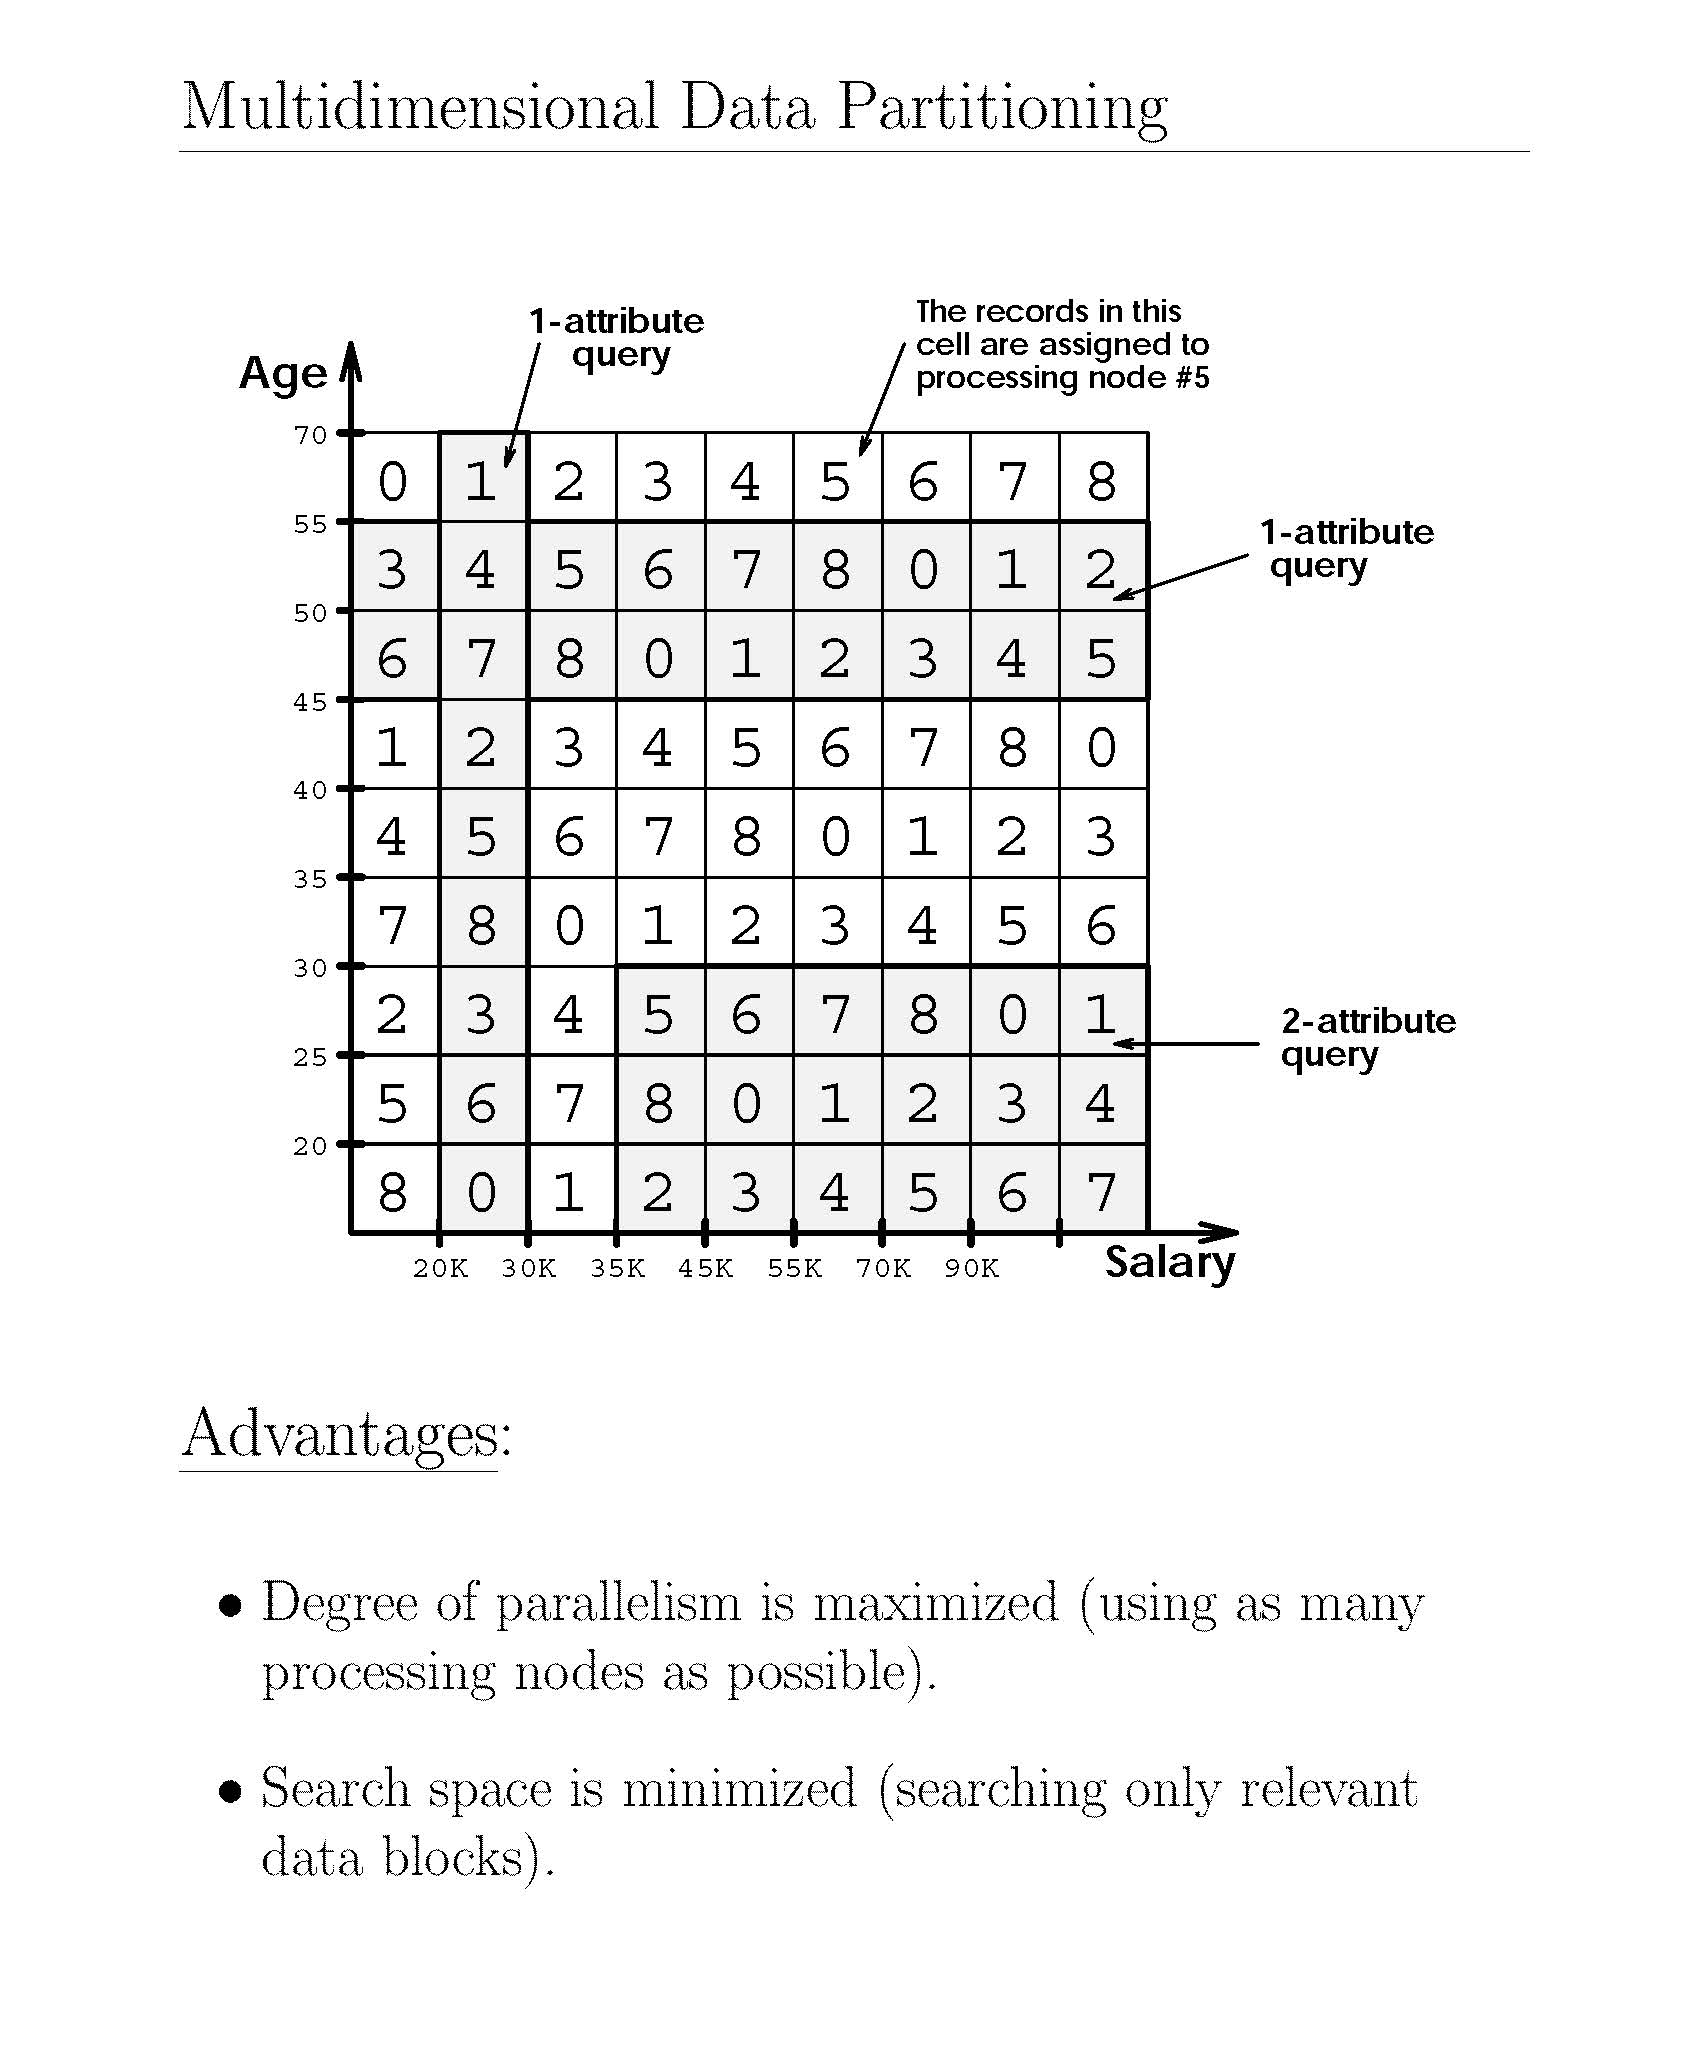 Multidimensional Data Partitioning
1-attribute
query
The records in this
cell are assigned to
processing node #5
Age
70
0 1 2 3 4 5 6 7 8
55
1-attribute
query
3 4 5 6 7 8 0 1 2
50
6 7 8 0 1 2 3 4 5
45
1 2 3 4 5 6 7 8 0
40
4 5 6 7 8 0 1 2 3
35
7 8 0 1 2 3 4 5 6
30
2 3 4 5 6 7 8 0 1
2-attribute
query
25
5 6 7 8 0 1 2 3 4
20
8 0 1 2 3 4 5 6 7
20K 30K 35K 45K 55K 70K 90K
Salary
Advantages:
• Degree of parallelism is maximized (using as many
processing nodes as possible).
• Search space is minimized (searching only relevant
data blocks).